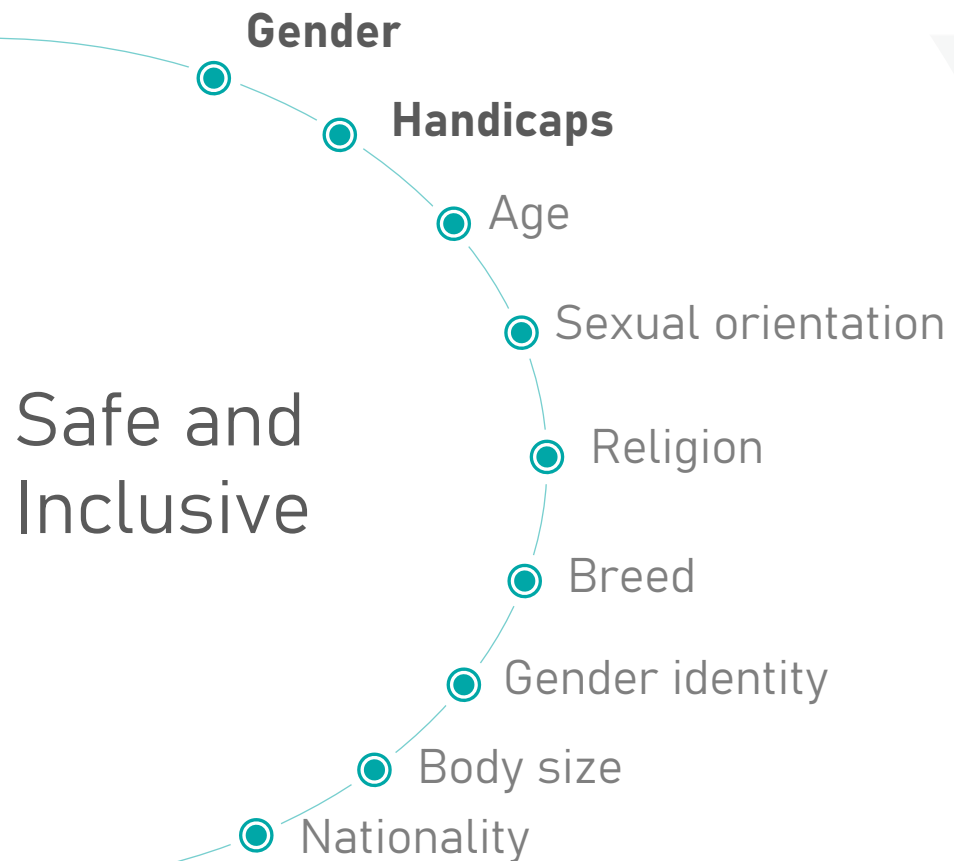 Gender
Handicaps
Age
Sexual orientation
Safe and
Inclusive
Religion
Breed
Gender identity
Body size
Nationality